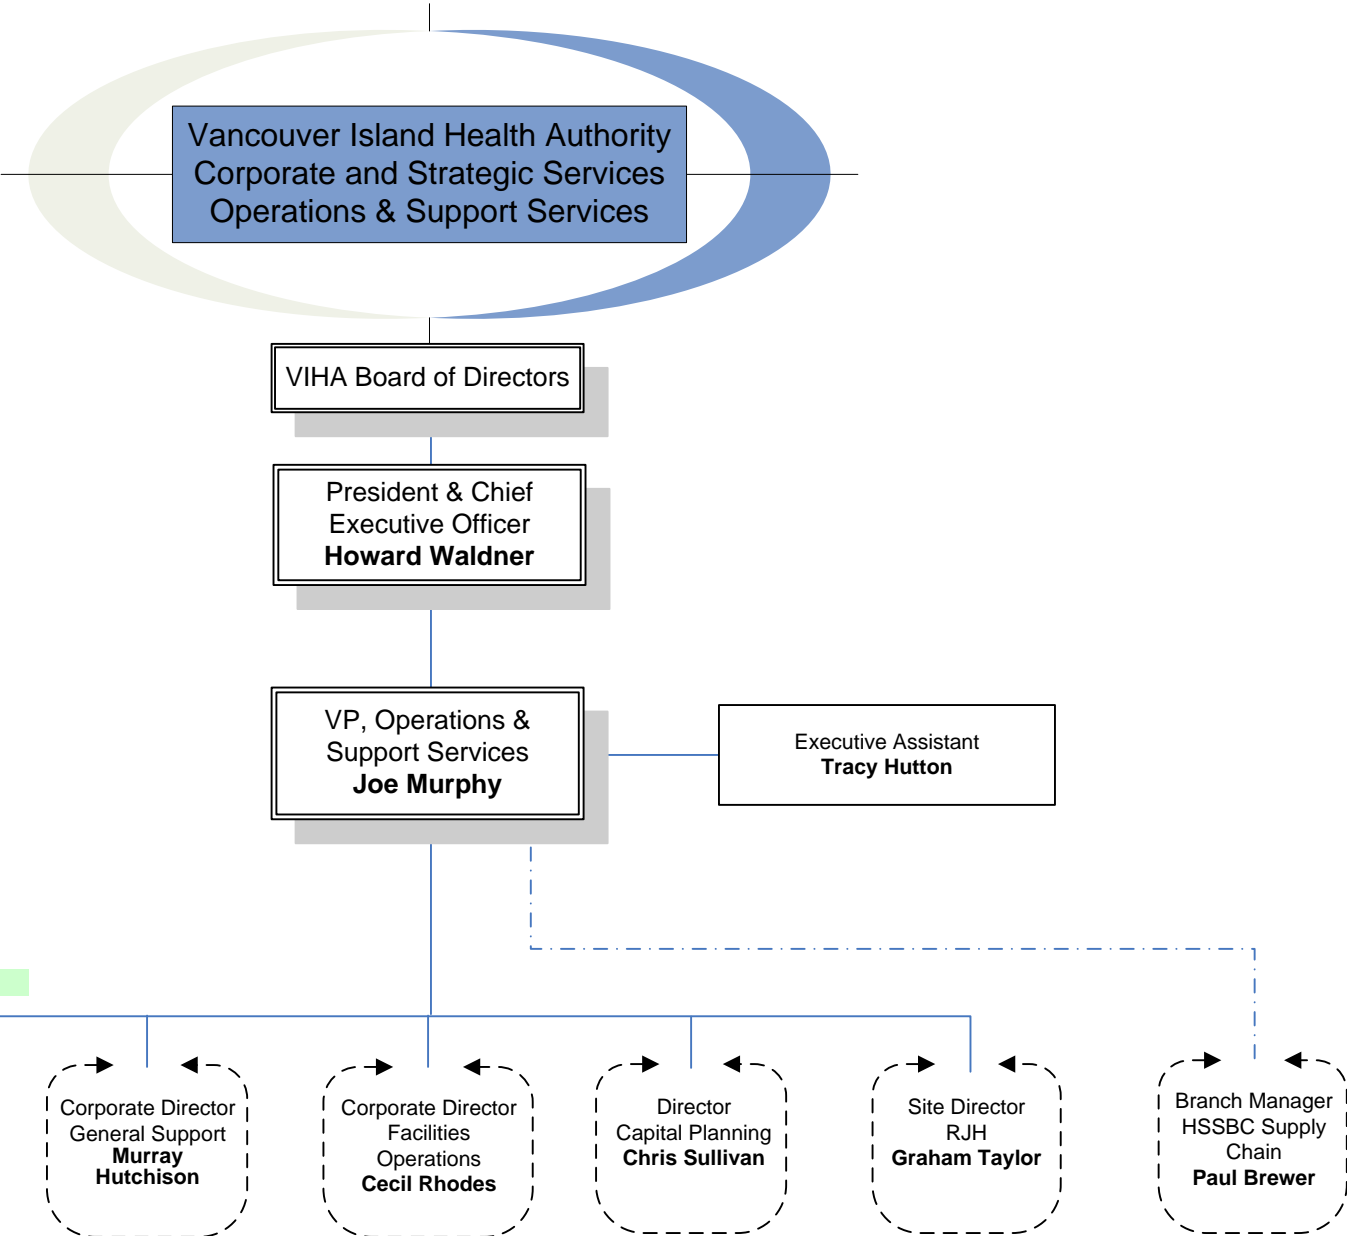 Vancouver Island Health Authority
Corporate and Strategic Services
Operations & Support Services
VIHA Board of Directors
President & Chief
Executive Officer
Howard Waldner
VP, Operations &
Support Services
Joe Murphy
Executive Assistant
Tracy Hutton
Corporate Director
General Support
Murray
Hutchison
Corporate Director
Facilities
Operations
Cecil Rhodes
Director
Capital Planning
Chris Sullivan
Site Director
RJH
Graham Taylor
Branch Manager
HSSBC Supply
Chain
Paul Brewer